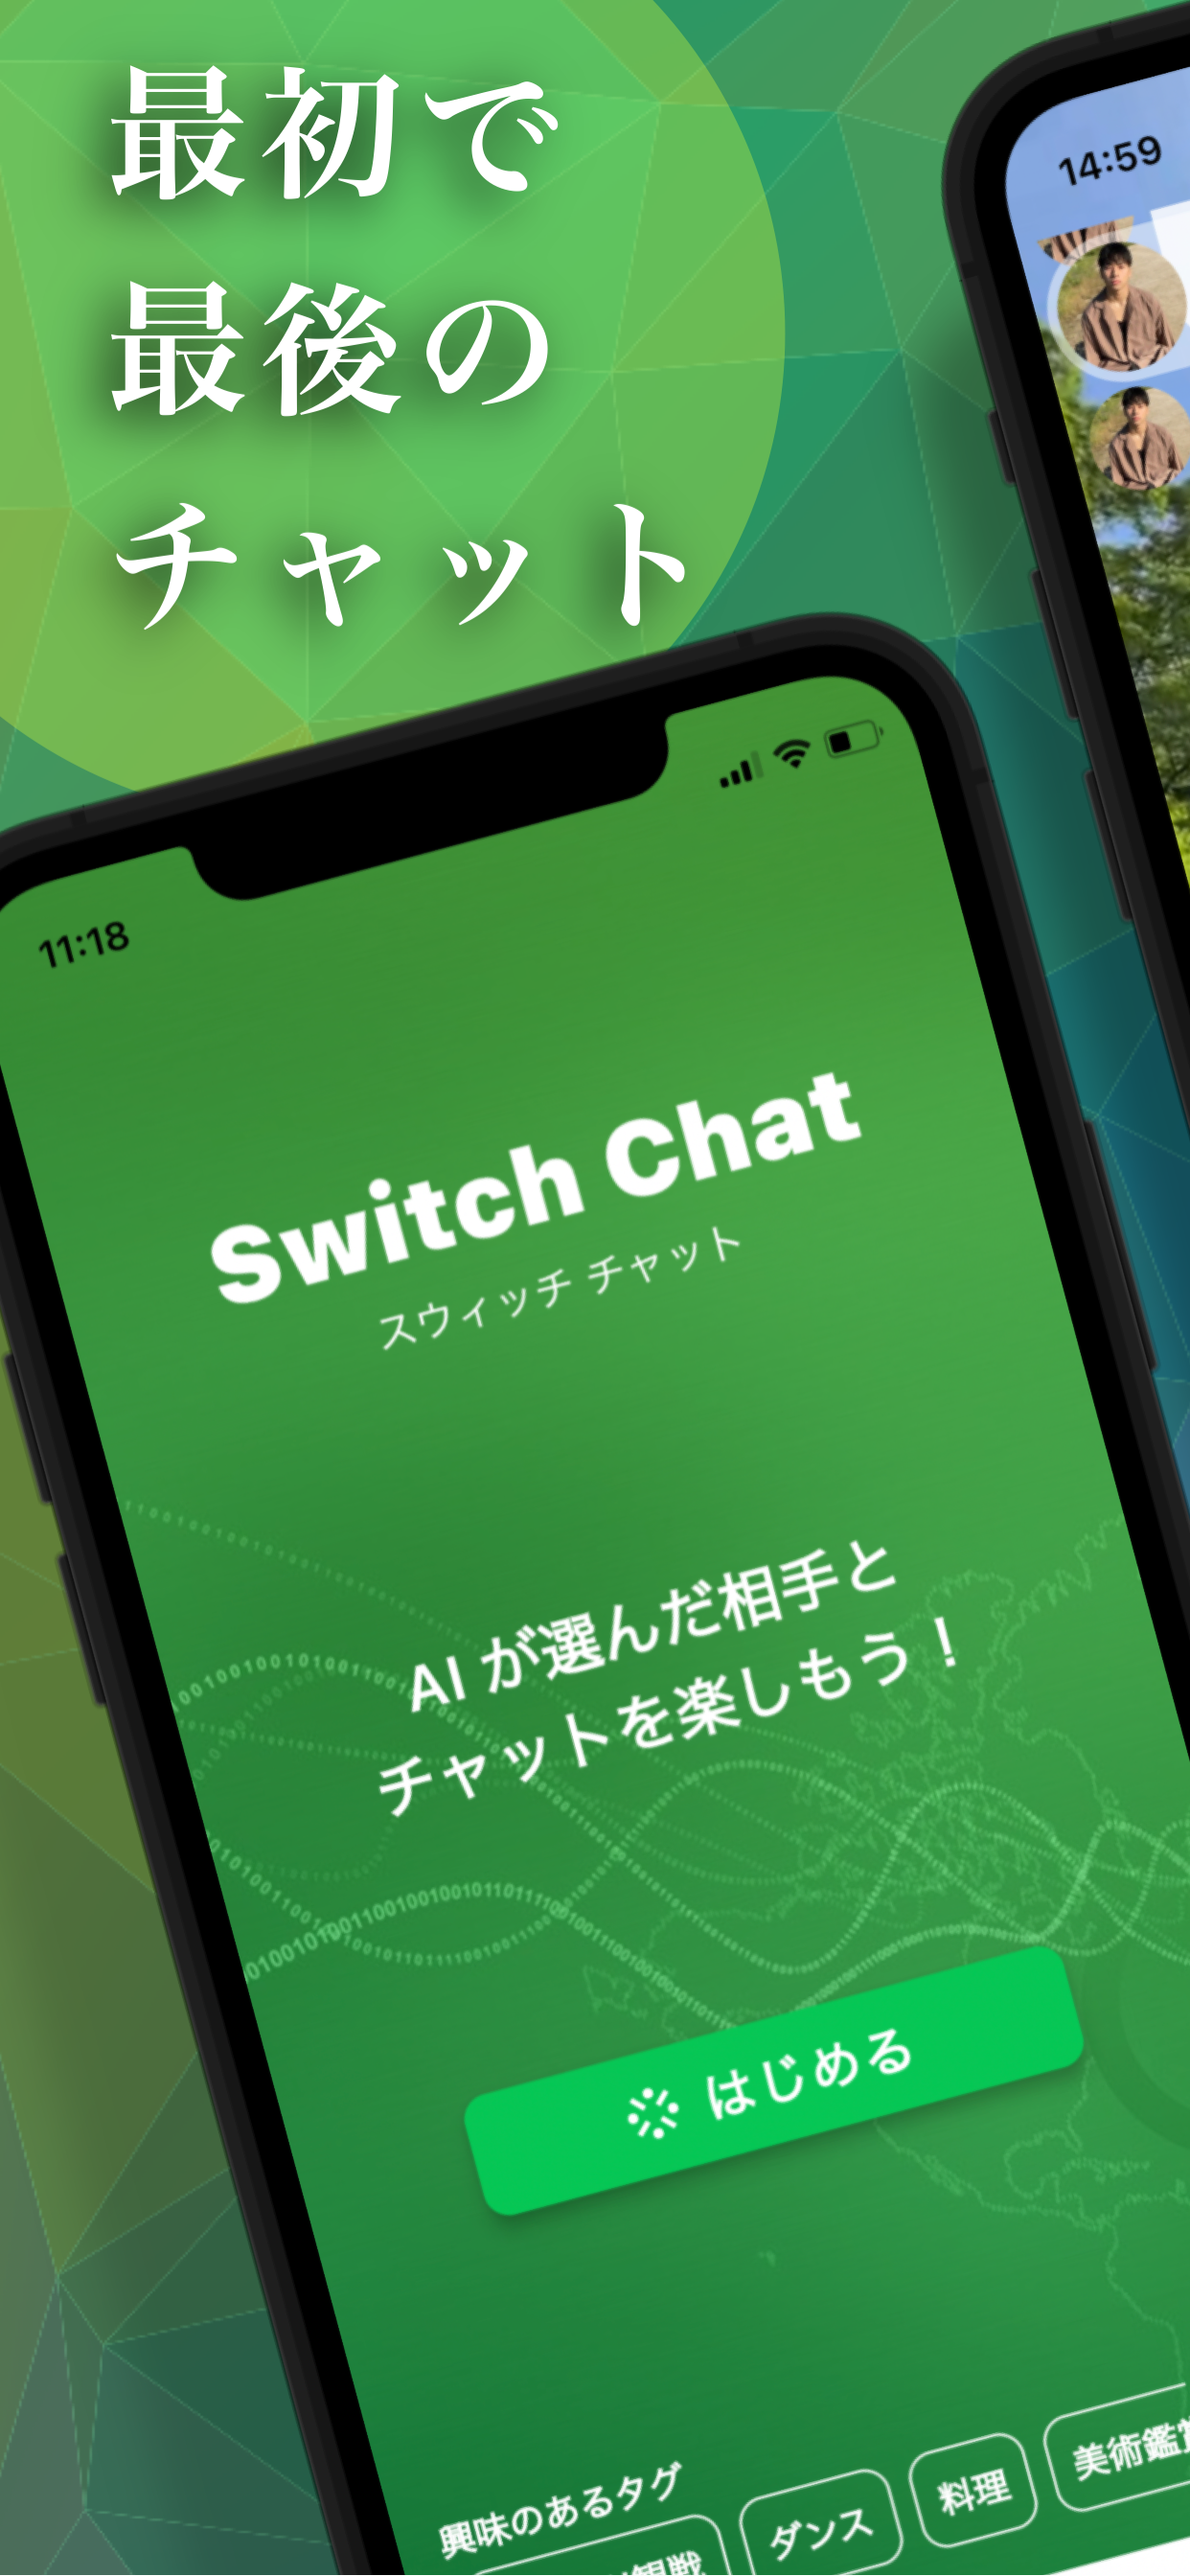 最初で
最後の
チャット
14:59
11:18
Switch Chat
スウィッチ チャット
AI が選んだ相手と
チャットを楽しもう！
はじめる
興味のあるタグ
観戦
ダンス
料理
美術鑑賞